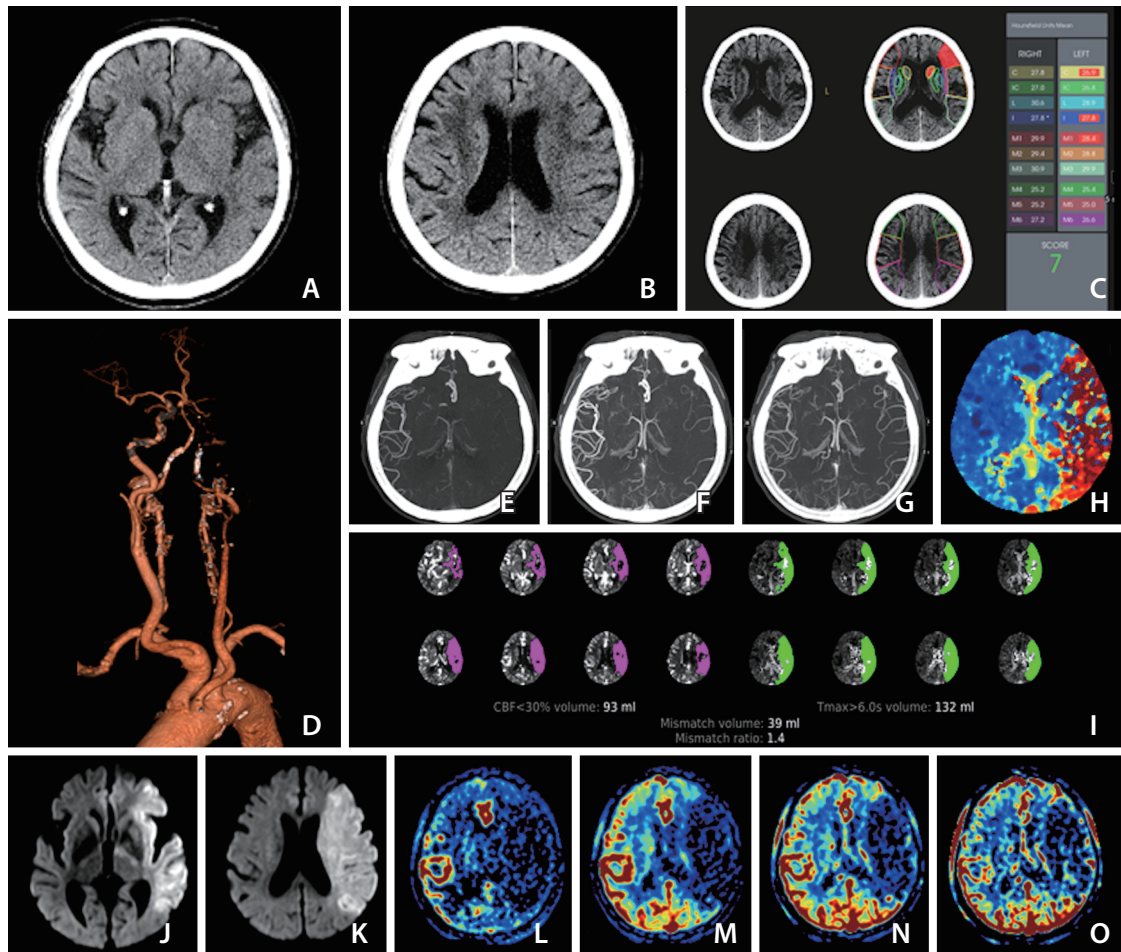 A
B
C
L
Hounsfield Units Mean
RIGHT LEFT
C 27.8 C 26.9
IC 27.0 IC 26.8
L 30.6 L 28.9
I 27.8 * I 27.8
M1 29.9 M1 28.4
M2 29.4 M2 28.8
M3 30.9 M3 29.9
M4 25.2 M4 25.4
M5 25.2 M5 25.0
M6 27.2 M6 26.6
SCORE
7
D
E
F
G
H
CBF<30% volume: 93 ml Tmax>6.0s volume: 132 ml
Mismatch volume: 39 ml
Mismatch ratio: 1.4
I
J
K
L
M
N
O